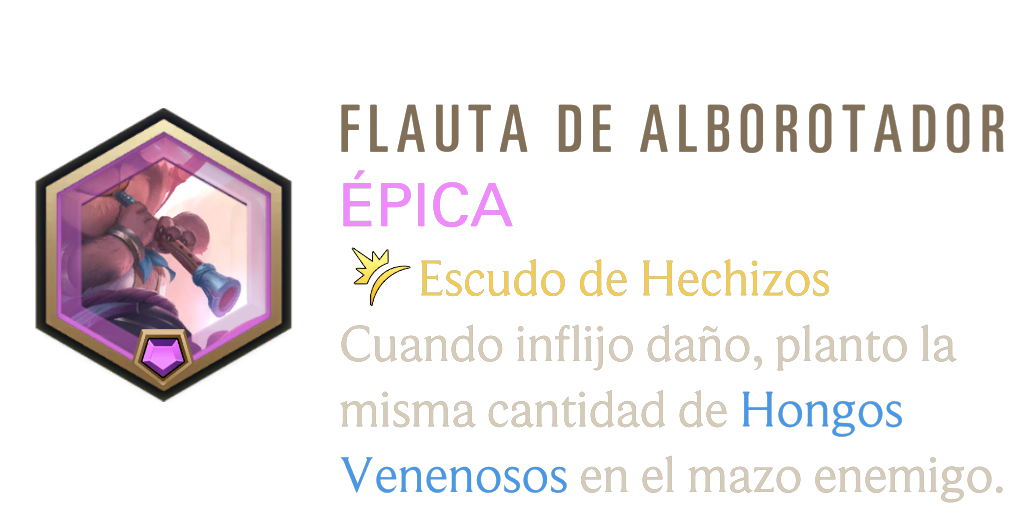 FLAUTA DE ALBOROTADOR
ÉPICA
Escudo de Hechizos
Cuando inflijo daño, planto la
misma cantidad de Hongos
Venenosos en el mazo enemigo.